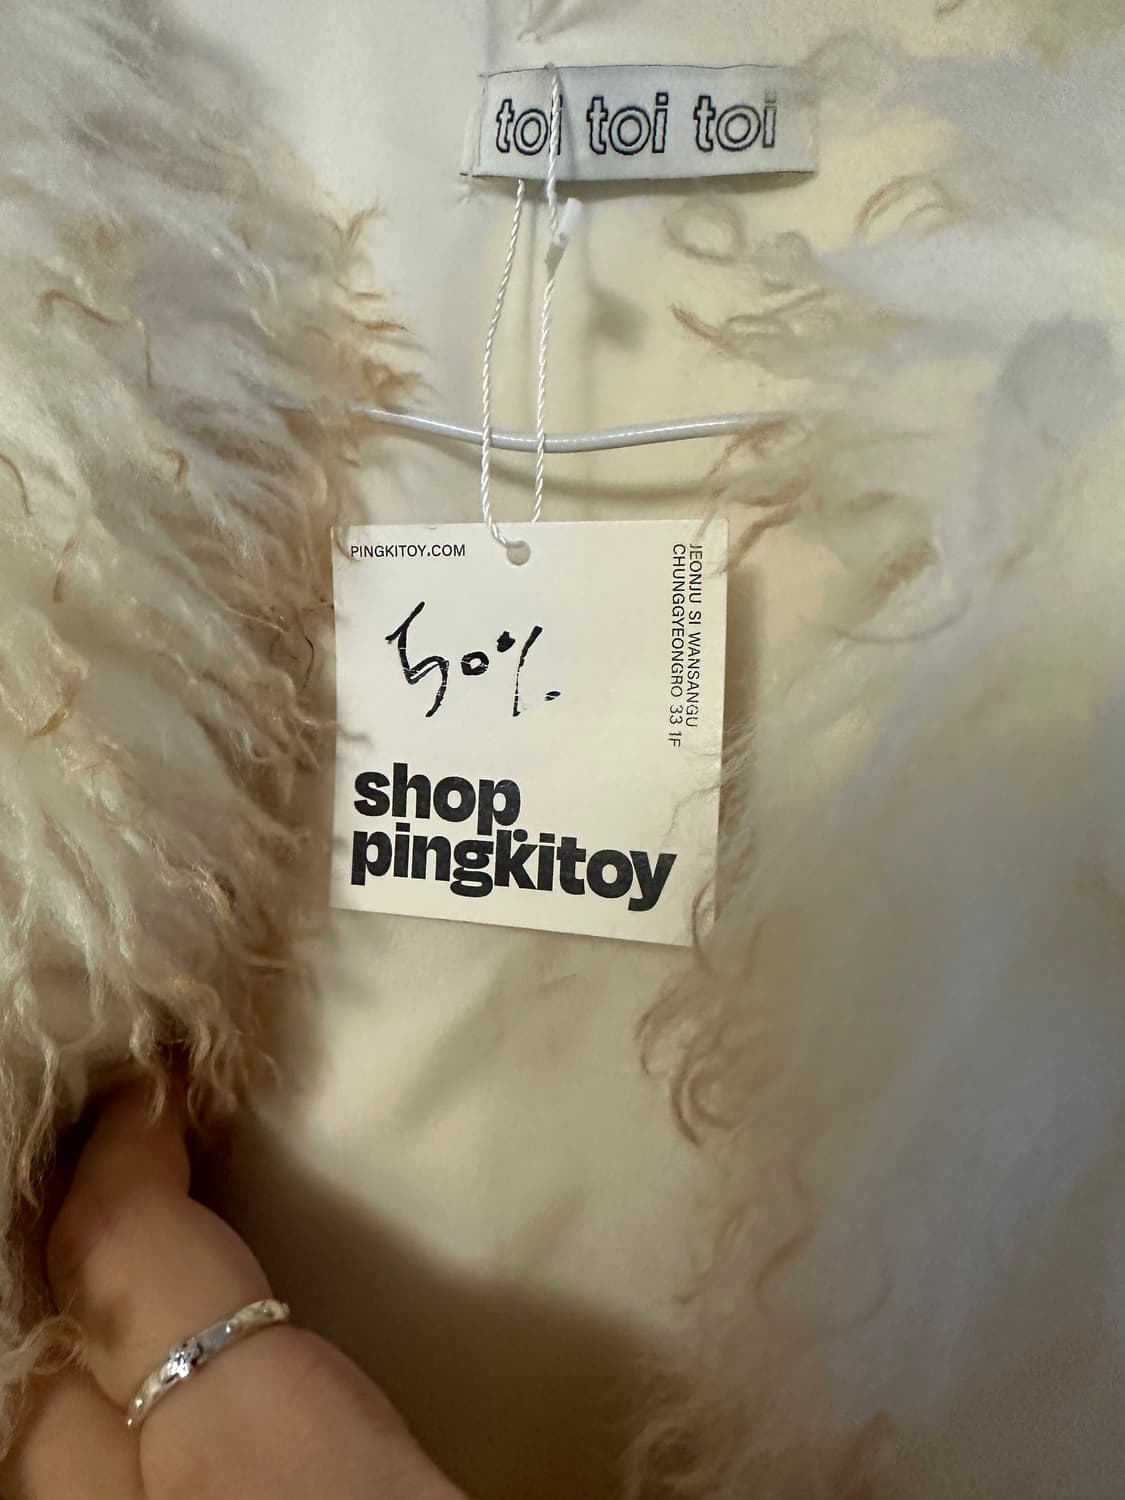 toi toi toi
PINGKITOY.COM
JEONJU SI WANSANGU
CHUNGGYEONGRO 33 1F
50%.
shop
pingkitoy